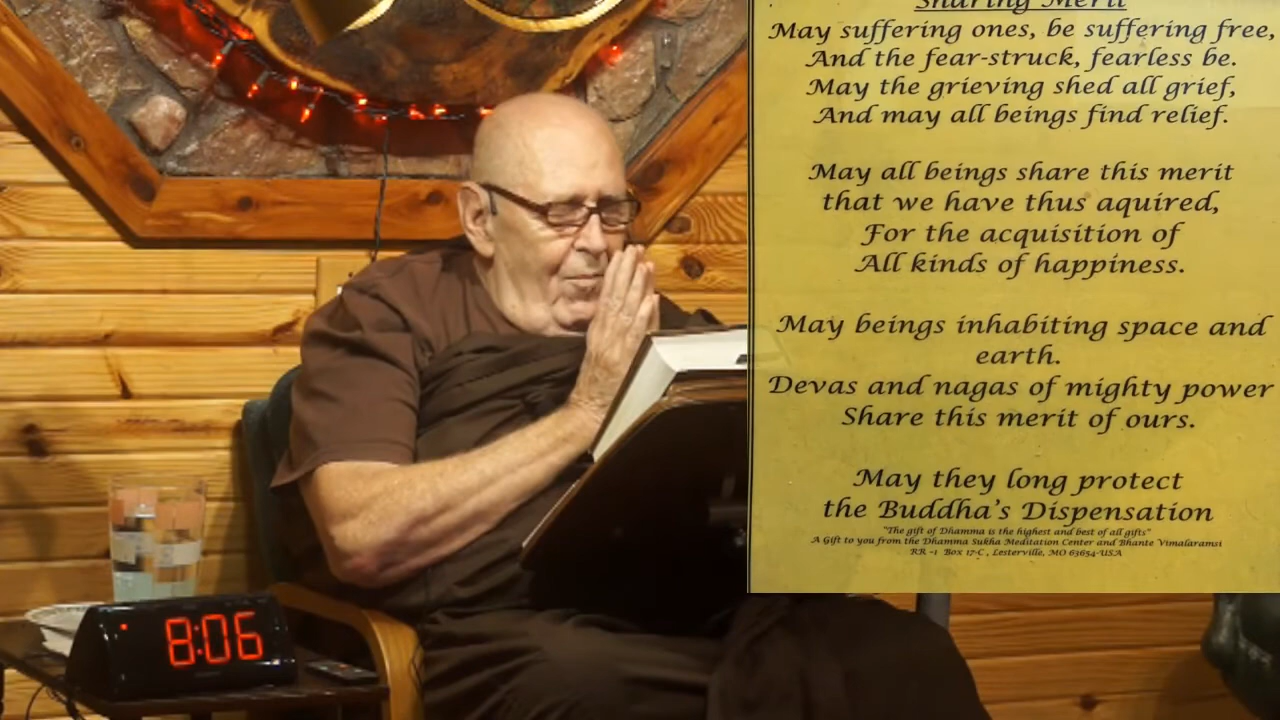 Sharing Merit
May suffering ones, be suffering free,
And the fear-struck, fearless be.
May the grieving shed all grief,
And may all beings find relief.
May all beings share this merit
that we have thus aquired,
For the acquisition of
All kinds of happiness.
May beings inhabiting space and
earth.
Devas and nagas of mighty power
Share this merit of ours.
May they long protect
the Buddha's Dispensation
"The gift of Dhamma is the highest and best of all gifts"
A Gift to you from the Dhamma Sukha Meditation Center and Bhante Vimalaramsi
RR -1 Box 17-C, Lesterville, MO 63654-USA
8:06